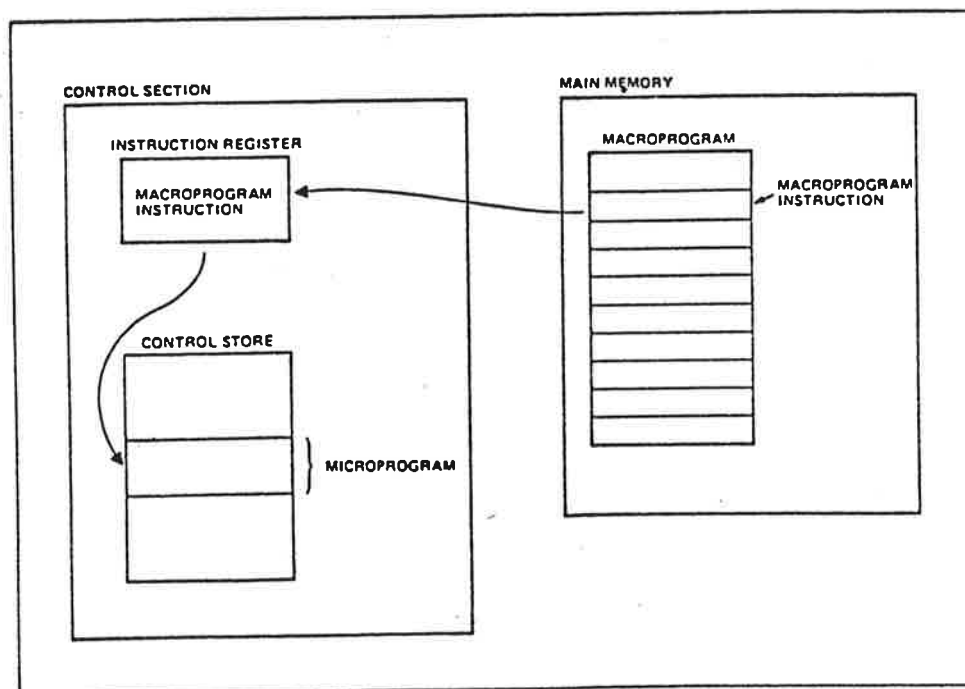 CONTROL SECTION
INSTRUCTION REGISTER
MACROPROGRAM
INSTRUCTION
CONTROL STORE
MICROPROGRAM
MAIN MEMORY
MACROPROGRAM
MACROPROGRAM
INSTRUCTION